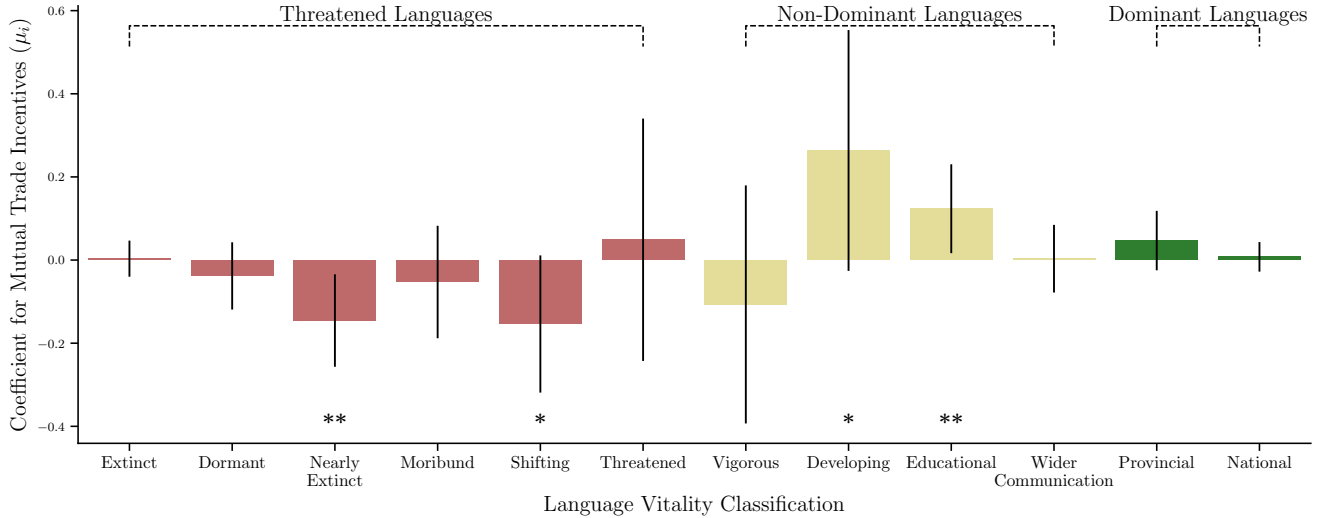 Threatened Languages
Non-Dominant Languages
Dominant Languages
Coefficient for Mutual Trade Incentives (μi)
0.6
0.4
0.2
0.0
−0.2
−0.4
**
*
*
**
Extinct
Dormant
Nearly
Extinct
Moribund
Shifting
Threatened
Vigorous
Developing
Educational
Wider
Communication
Provincial
National
Language Vitality Classification